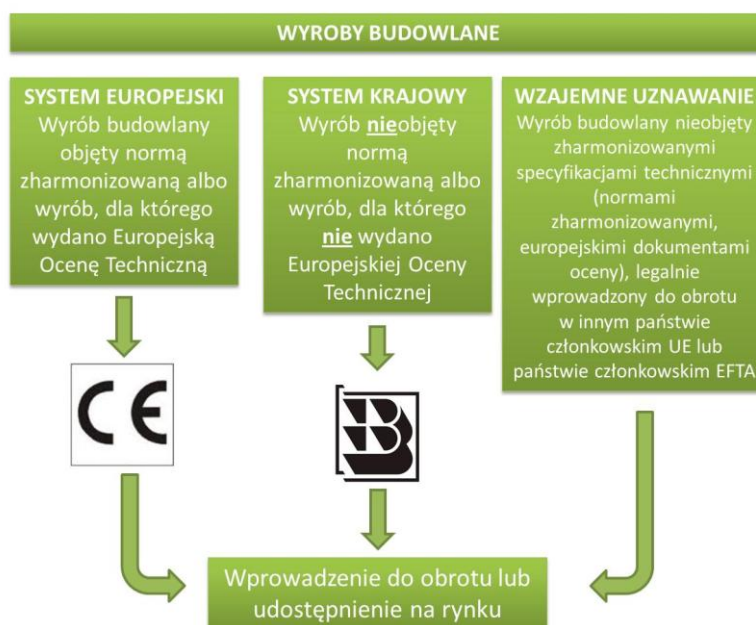 WYROBY BUDOWLANE
SYSTEM EUROPEJSKI
Wyrób budowlany
objęty normą
zharmonizowaną albo
wyrób, dla którego
wydano Europejską
Ocenę Techniczną
SYSTEM KRAJOWY
Wyrób nieobjęty
normą
zharmonizowaną albo
wyrób, dla którego
nie wydano
Europejskiej Oceny
Technicznej
WZAJEMNE UZNAWANIE
Wyrób budowlany nieobjęty
zharmonizowanymi
specyfikacjami technicznymi
(normami
zharmonizowanymi,
europejskimi dokumentami
oceny), legalnie
wprowadzony do obrotu
w innym państwie
członkowskim UE lub
państwie członkowskim EFTA
CE
B
Wprowadzenie do obrotu lub
udostępnienie na rynku